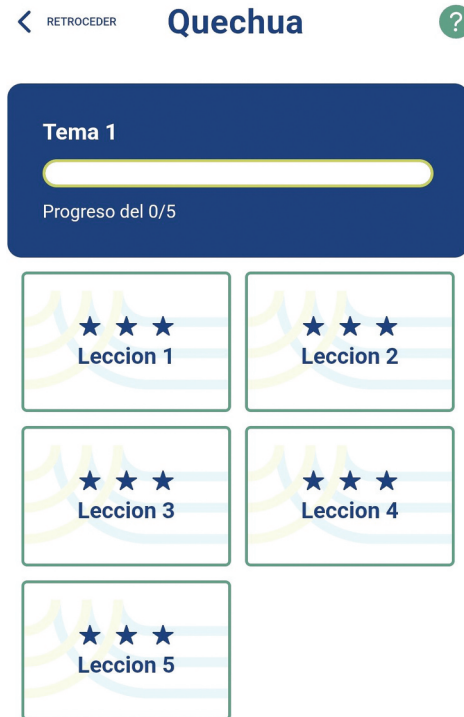 RETROCEDER
Quechua
?
Tema 1
Progreso del 0/5
Leccion 1
Leccion 2
Leccion 3
Leccion 4
Leccion 5